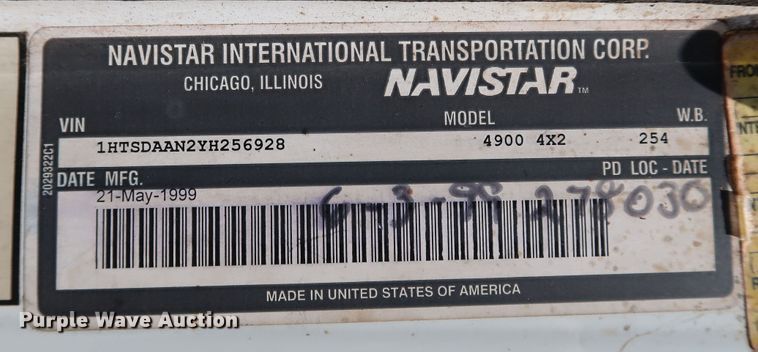 NAVISTAR INTERNATIONAL TRANSPORTATION CORP.
CHICAGO, ILLINOIS NAVISTAR TM
VIN MODEL W.B.
1HTSDAAN2YH256928 4900 4X2 254
DATE MFG. PD LOC - DATE
21-May-1999
6-3-99 278030
MADE IN UNITED STATES OF AMERICA
2029322C1
Purple Wave Auction